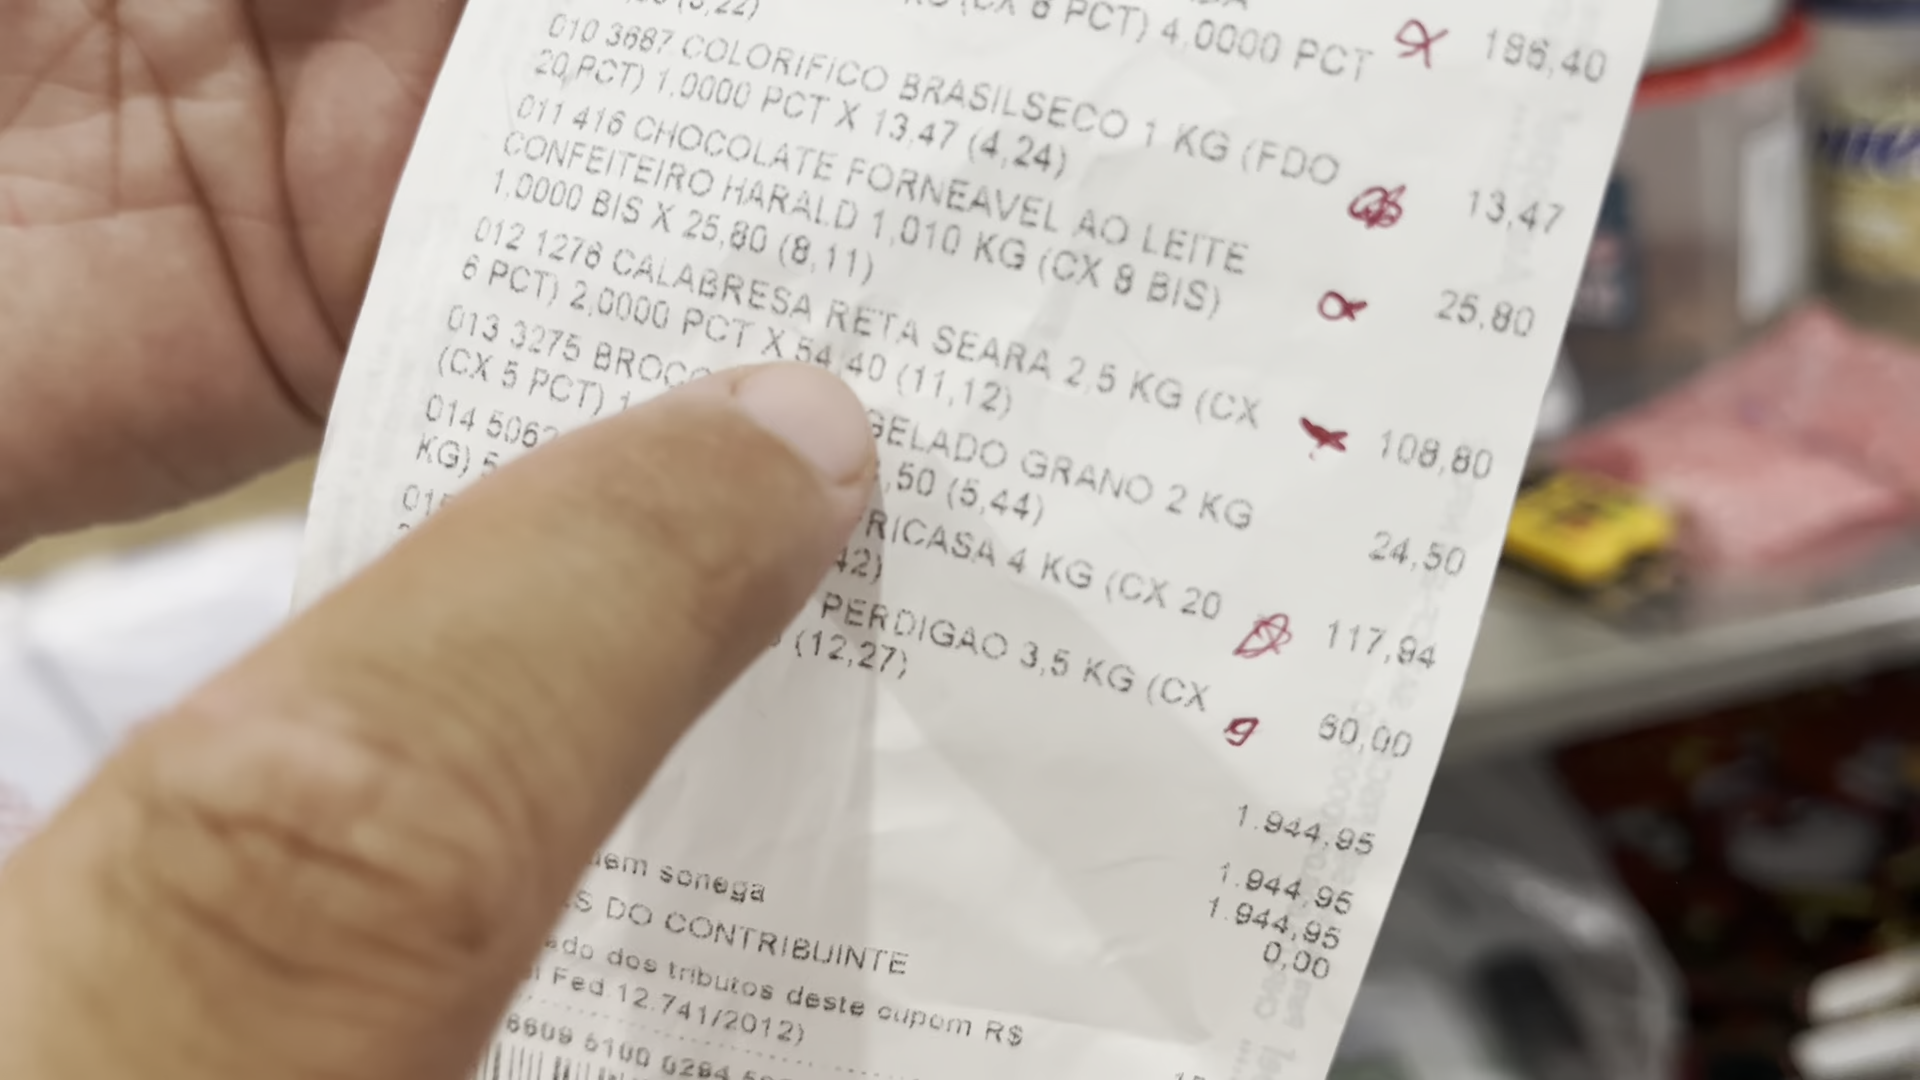 (CX 6 PCT) 4,0000 PCT 186,40
010 3687 COLORIFICO BRASILSECO 1 KG (FDO
20 PCT) 1,0000 PCT X 13,47 (4,24) 13,47
011 416 CHOCOLATE FORNEAVEL AO LEITE
CONFEITEIRO HARALD 1,010 KG (CX 8 BIS)
1,0000 BIS X 25,80 (8,11) 25,80
012 1276 CALABRESA RETA SEARA 2,5 KG (CX
6 PCT) 2,0000 PCT X 54,40 (11,12) 108,80
013 3275 GELADO GRANO 2 KG
(CX 5 PCT) 1 ,50 (5,44) 24,50
014 RICASA 4 KG (CX 20
KG) 5 42) 117,94
PERDIGAO 3,5 KG (CX
(12,27) 60,00
1.944,95
1.944,95
1.944,95
0,00
sonega
DO CONTRIBUINTE
dos tributos deste cupom R$
Fed.12.741/2012)
6609 5100 0294